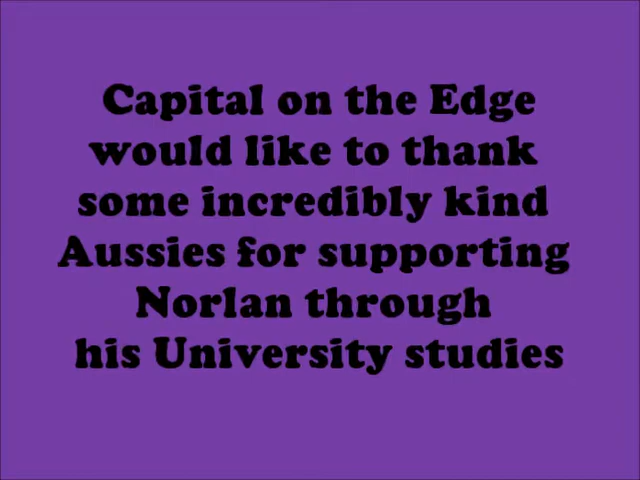 Capital on the Edge
would like to thank
some incredibly kind
Aussies for supporting
Norlan through
his University studies